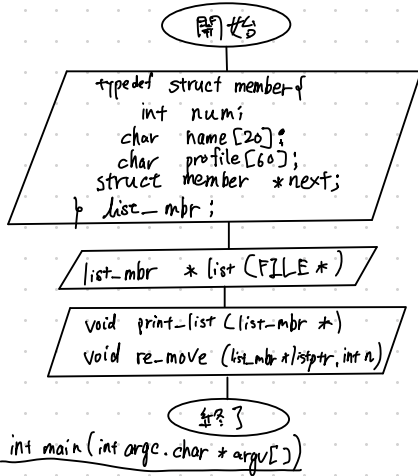 開始
typedef struct member{
int num;
char name[20];
char profile[60];
struct member *next;
} list_mbr;
list_mbr *list(FILE*)
void print_list(list_mbr *)
void re_move(list_mbr *listptr, int n)
終了
int main(int argc.char *argv[])